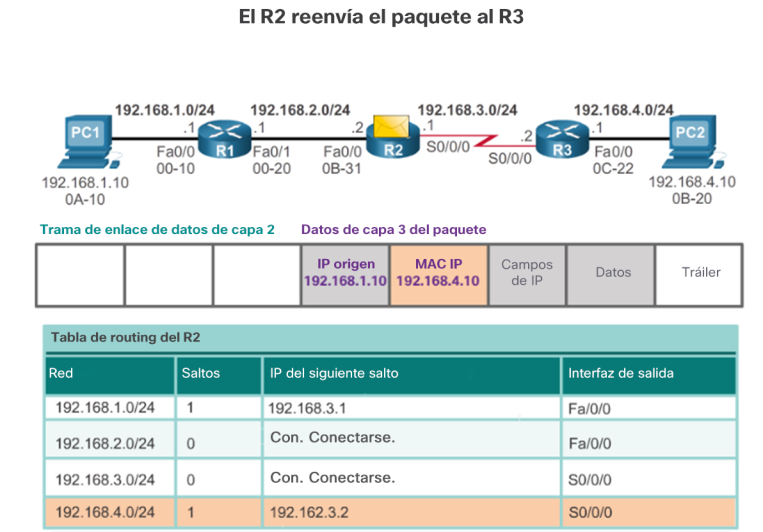 El R2 reenvía el paquete al R3
192.168.1.0/24 192.168.2.0/24 192.168.3.0/24 192.168.4.0/24
PC1 .1 R1 .1 .2 R2 .1 .2 R3 .1 PC2
Fa0/0 Fa0/1 Fa0/0 S0/0/0 S0/0/0 Fa0/0
00-10 00-20 0B-31 0C-22
192.168.1.10 192.168.4.10
0A-10 0B-20
Trama de enlace de datos de capa 2 Datos de capa 3 del paquete
IP origen MAC IP Campos Datos Tráiler
192.168.1.10 192.168.4.10 de IP
Tabla de routing del R2
Red Saltos IP del siguiente salto Interfaz de salida
192.168.1.0/24 1 192.168.3.1 Fa/0/0
192.168.2.0/24 0 Con. Conectarse. Fa/0/0
192.168.3.0/24 0 Con. Conectarse. S0/0/0
192.168.4.0/24 1 192.162.3.2 S0/0/0